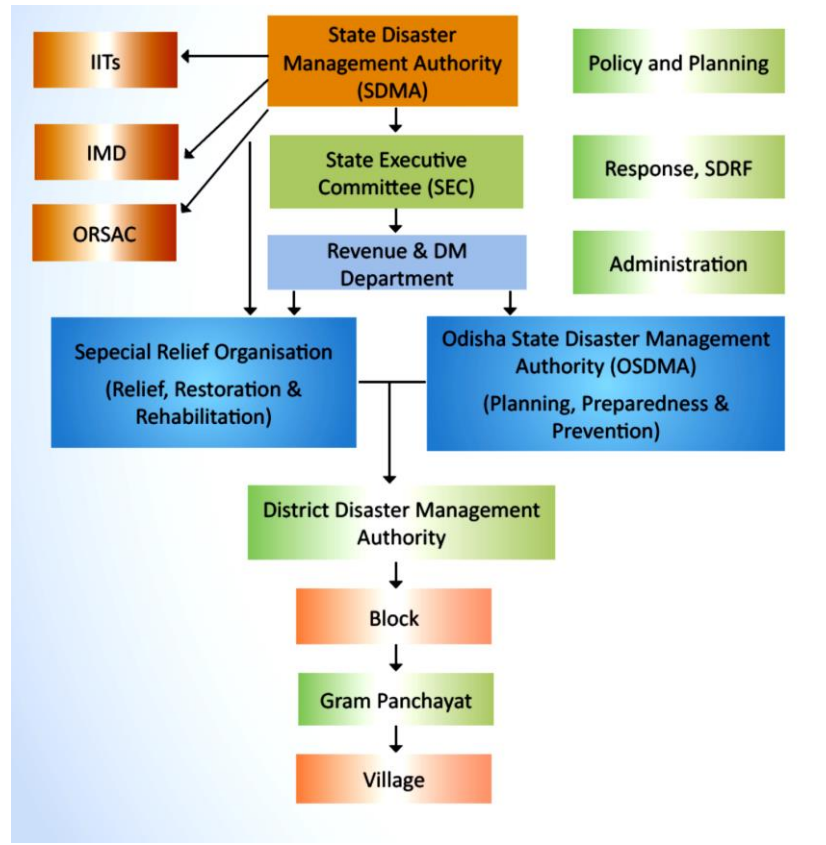 IITs
State Disaster
Management Authority
(SDMA)
Policy and Planning
IMD
State Executive
Committee (SEC)
Response, SDRF
ORSAC
Revenue & DM
Department
Administration
Sepecial Relief Organisation
(Relief, Restoration &
Rehabilitation)
Odisha State Disaster Management
Authority (OSDMA)
(Planning, Preparedness &
Prevention)
District Disaster Management
Authority
Block
Gram Panchayat
Village